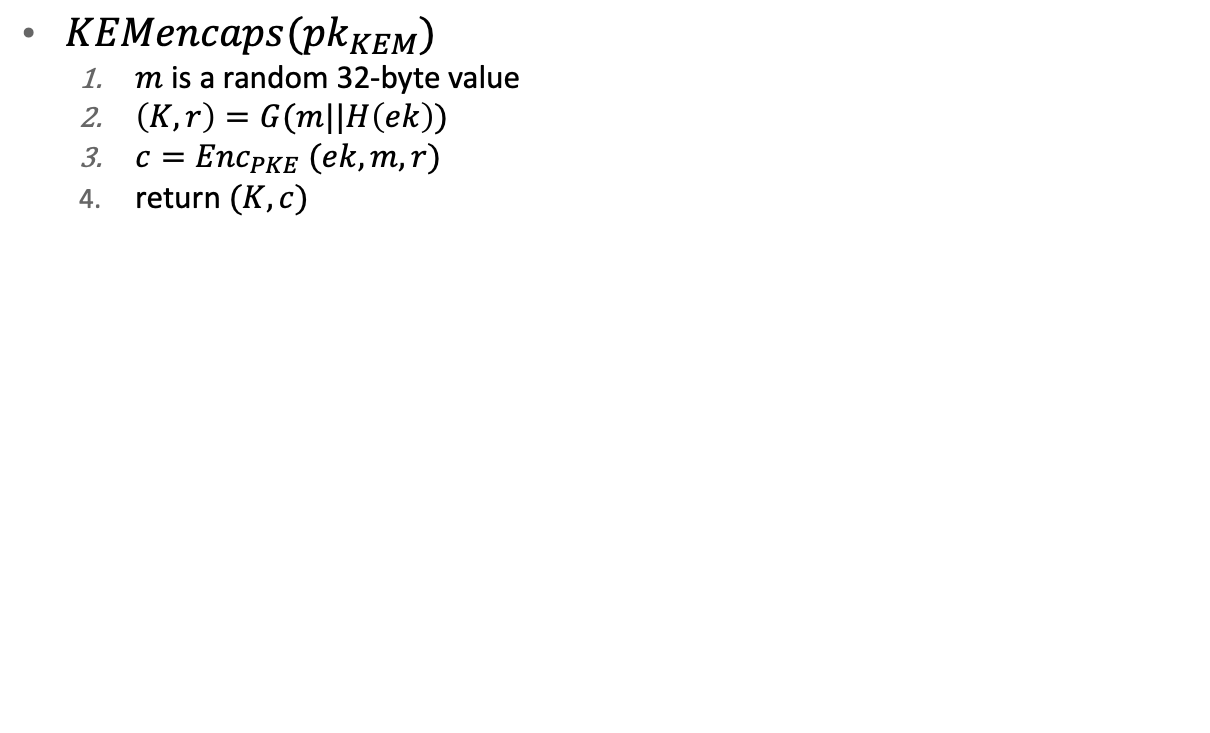 • KEMencaps(pk_KEM)
1. m is a random 32-byte value
2. (K, r) = G(m||H(ek))
3. c = Enc_PKE (ek, m, r)
4. return (K, c)